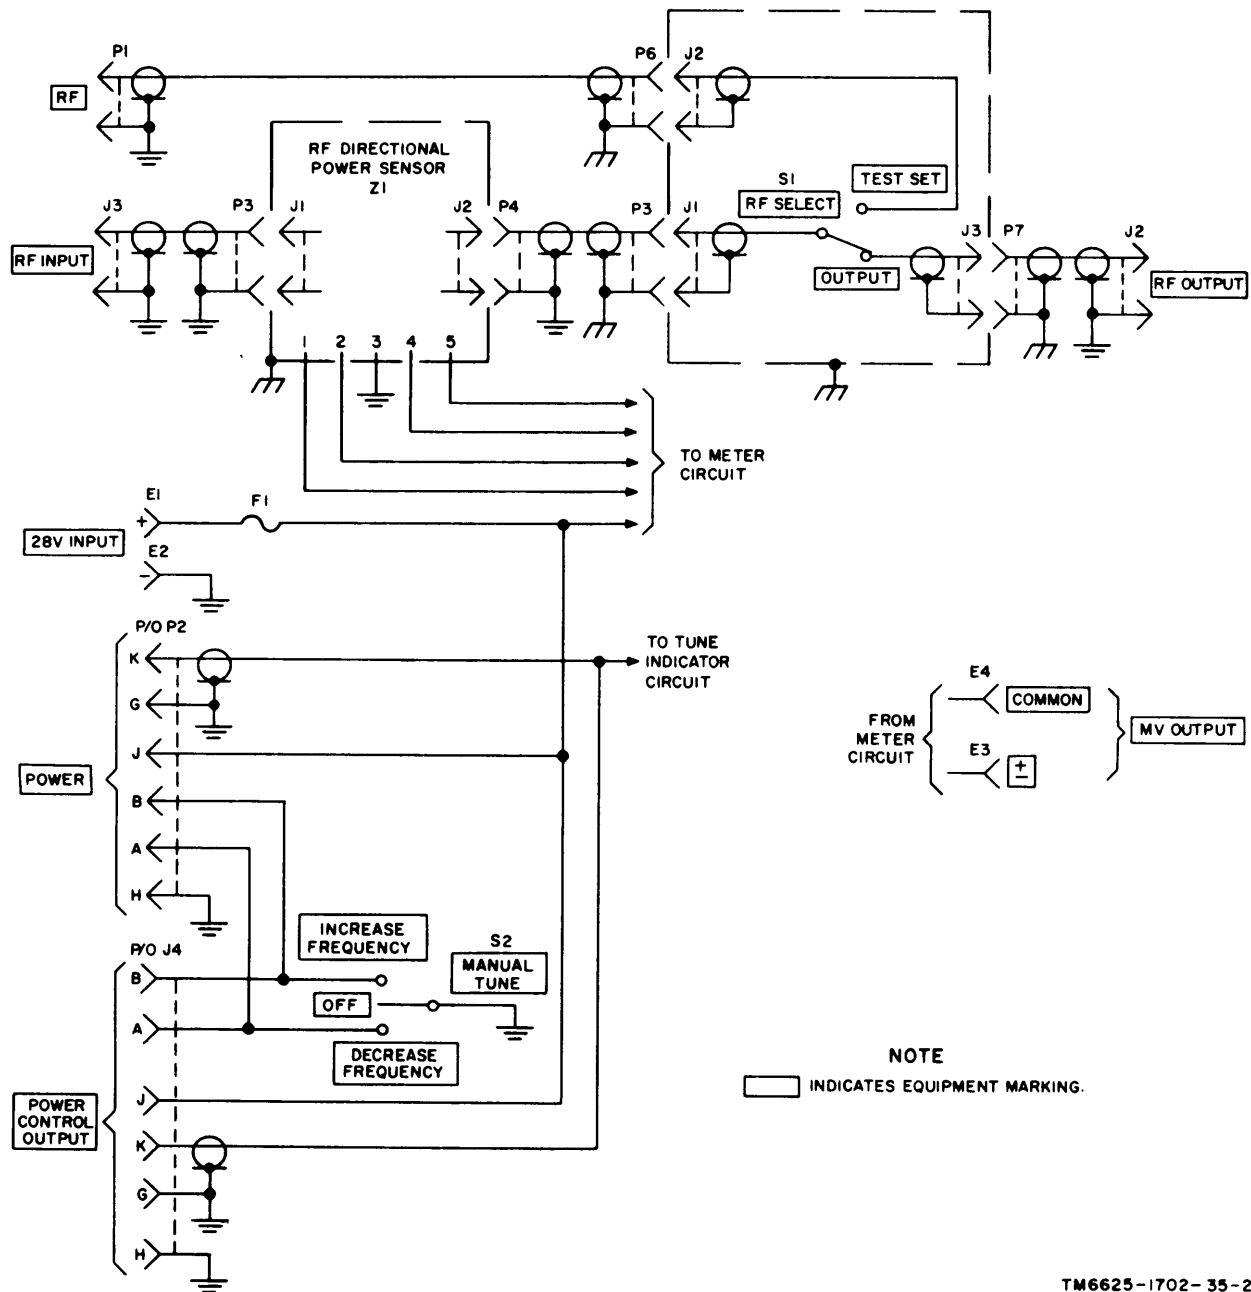 P1
P6
J2
RF
RF DIRECTIONAL
POWER SENSOR
Z1
S1
RF SELECT
TEST SET
J3
P3
J1
J2
P4
P3
J1
J3
P7
J2
RF INPUT
OUTPUT
RF OUTPUT
1
2
3
4
5
TO METER
CIRCUIT
E1
F1
+
28V INPUT
E2
-
P/O P2
K
G
J
B
A
H
POWER
TO TUNE
INDICATOR
CIRCUIT
FROM
METER
CIRCUIT
E4
COMMON
E3
±
MV OUTPUT
INCREASE
FREQUENCY
S2
MANUAL
TUNE
OFF
DECREASE
FREQUENCY
P/O J4
B
A
J
K
G
H
POWER
CONTROL
OUTPUT
NOTE
INDICATES EQUIPMENT MARKING.
TM6625-1702-35-2